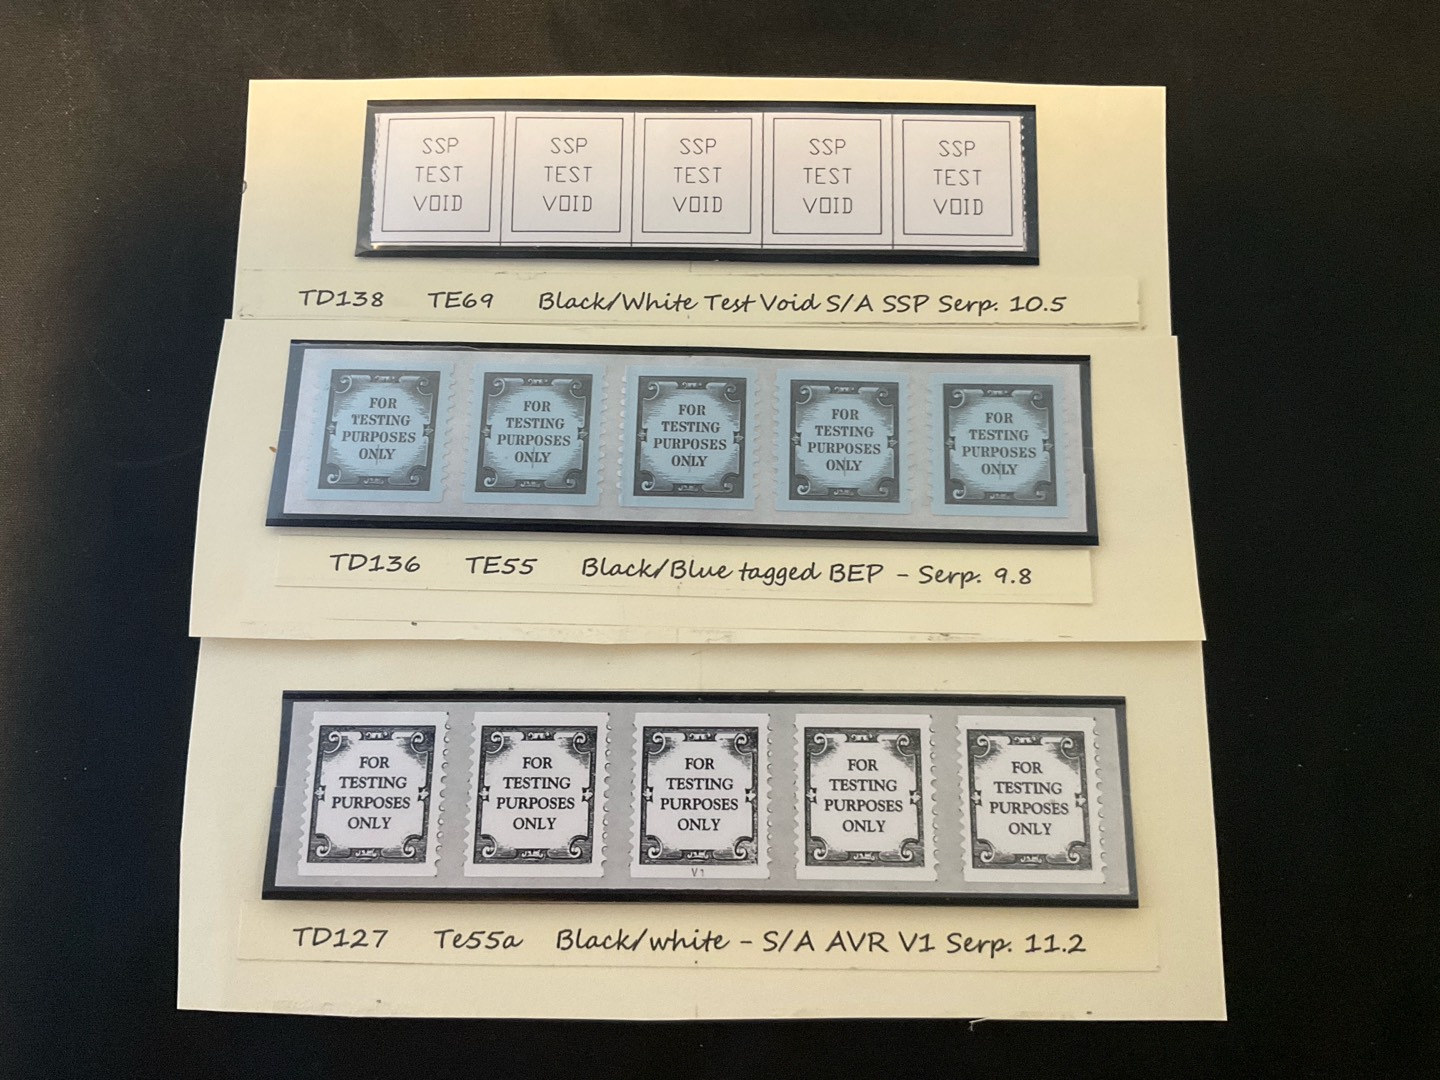 SSP SSP SSP SSP SSP
TEST TEST TEST TEST TEST
VOID VOID VOID VOID VOID
TD138 TE69 Black/White Test Void S/A SSP Serp. 10.5
FOR FOR FOR FOR FOR
TESTING TESTING TESTING TESTING TESTING
PURPOSES PURPOSES PURPOSES PURPOSES PURPOSES
ONLY ONLY ONLY ONLY ONLY
TD136 TE55 Black/Blue tagged BEP - Serp. 9.8
FOR FOR FOR FOR FOR
TESTING TESTING TESTING TESTING TESTING
PURPOSES PURPOSES PURPOSES PURPOSES PURPOSES
ONLY ONLY ONLY ONLY ONLY
V1
TD127 Te55a Black/white - S/A AVR V1 Serp. 11.2